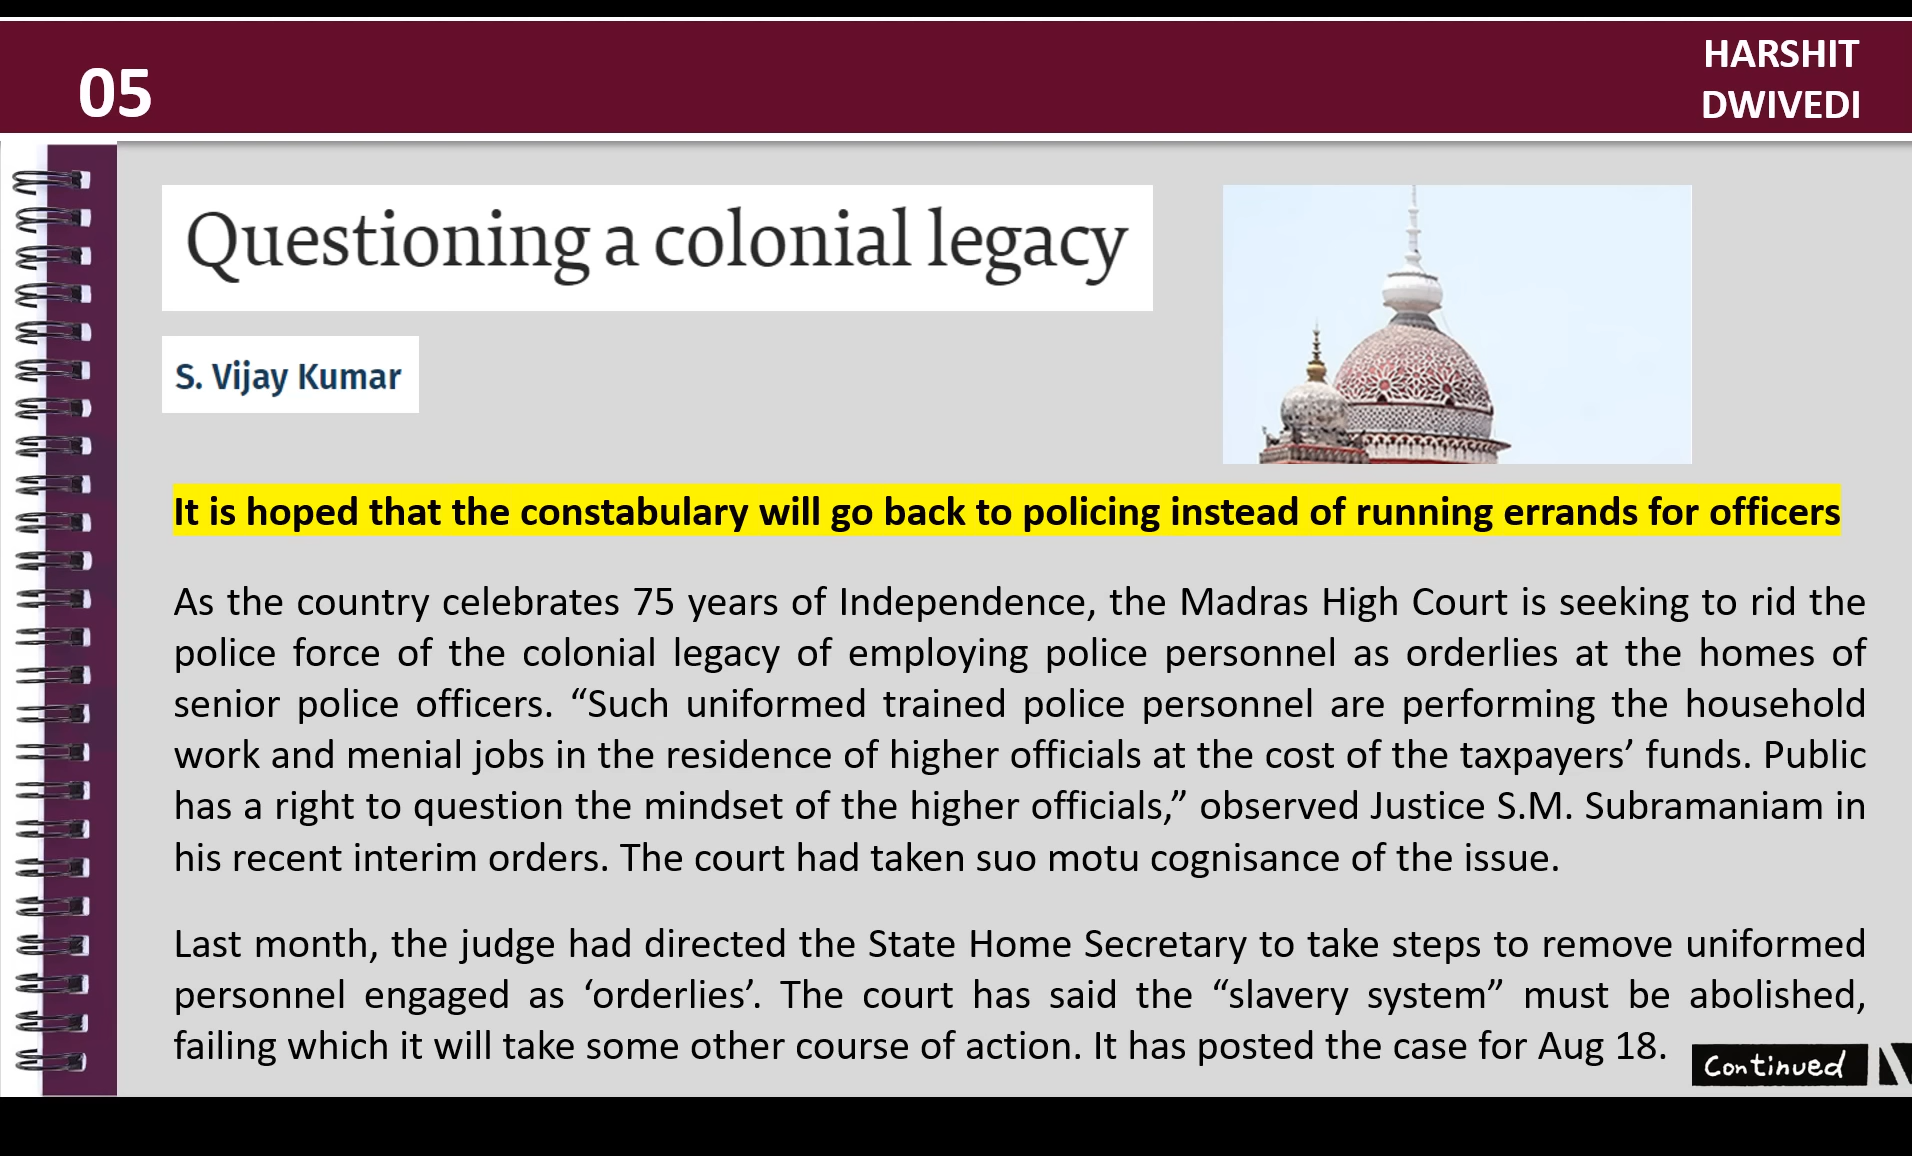 05
HARSHIT
DWIVEDI
Questioning a colonial legacy
S. Vijay Kumar
It is hoped that the constabulary will go back to policing instead of running errands for officers
As the country celebrates 75 years of Independence, the Madras High Court is seeking to rid the
police force of the colonial legacy of employing police personnel as orderlies at the homes of
senior police officers. “Such uniformed trained police personnel are performing the household
work and menial jobs in the residence of higher officials at the cost of the taxpayers’ funds. Public
has a right to question the mindset of the higher officials,” observed Justice S.M. Subramaniam in
his recent interim orders. The court had taken suo motu cognisance of the issue.
Last month, the judge had directed the State Home Secretary to take steps to remove uniformed
personnel engaged as ‘orderlies’. The court has said the “slavery system” must be abolished,
failing which it will take some other course of action. It has posted the case for Aug 18.
Continued